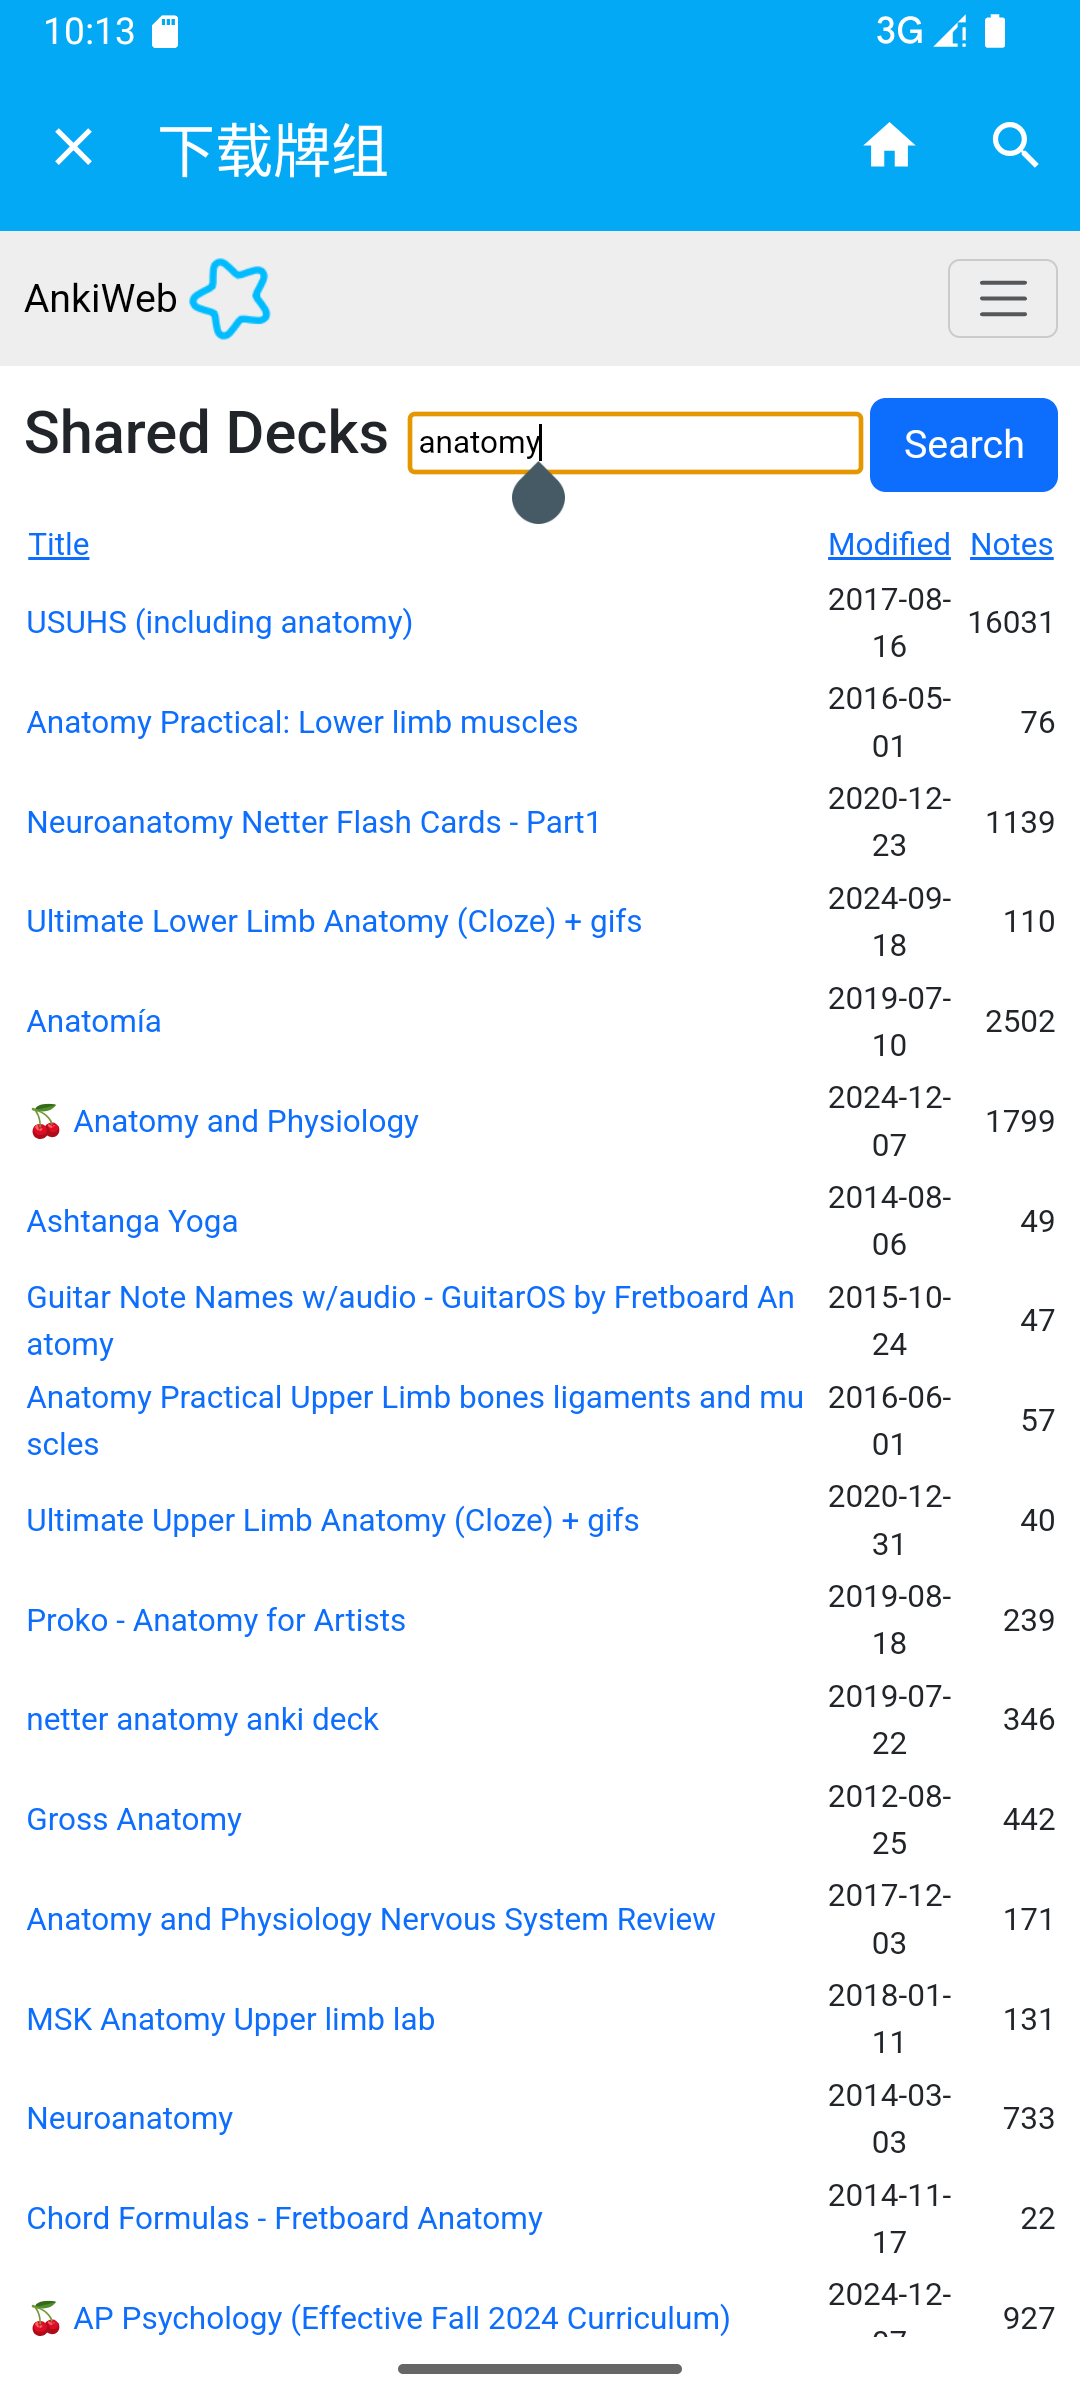 10:13 3G
下载牌组
AnkiWeb
Shared Decks anatomy Search
Title Modified Notes
USUHS (including anatomy) 2017-08-
16 16031
Anatomy Practical: Lower limb muscles 2016-05-
01 76
Neuroanatomy Netter Flash Cards - Part1 2020-12-
23 1139
Ultimate Lower Limb Anatomy (Cloze) + gifs 2024-09-
18 110
Anatomía 2019-07-
10 2502
🍒 Anatomy and Physiology 2024-12-
07 1799
Ashtanga Yoga 2014-08-
06 49
Guitar Note Names w/audio - GuitarOS by Fretboard An
atomy 2015-10-
24 47
Anatomy Practical Upper Limb bones ligaments and mu
scles 2016-06-
01 57
Ultimate Upper Limb Anatomy (Cloze) + gifs 2020-12-
31 40
Proko - Anatomy for Artists 2019-08-
18 239
netter anatomy anki deck 2019-07-
22 346
Gross Anatomy 2012-08-
25 442
Anatomy and Physiology Nervous System Review 2017-12-
03 171
MSK Anatomy Upper limb lab 2018-01-
11 131
Neuroanatomy 2014-03-
03 733
Chord Formulas - Fretboard Anatomy 2014-11-
17 22
🍒 AP Psychology (Effective Fall 2024 Curriculum) 2024-12-
927